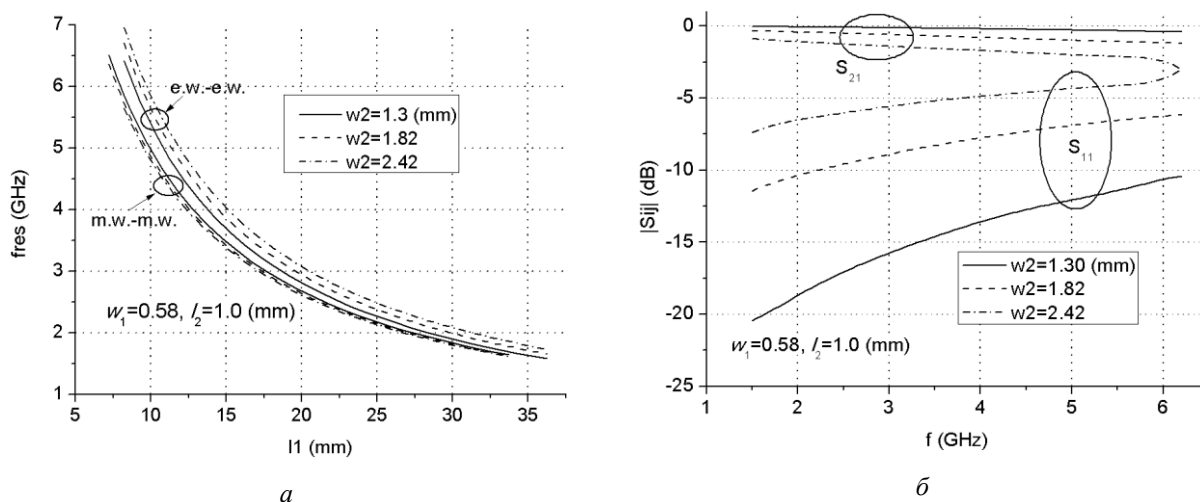 7
6
5
4
3
2
1
fres (GHz)
e.w.-e.w.
m.w.-m.w.
w2=1.3 (mm)
w2=1.82
w2=2.42
w1=0.58, l2=1.0 (mm)
5
10
15
20
25
30
35
l1 (mm)
а
0
-5
-10
-15
-20
-25
|Sij| (dB)
S21
S11
w2=1.30 (mm)
w2=1.82
w2=2.42
w1=0.58, l2=1.0 (mm)
1
2
3
4
5
6
f (GHz)
б